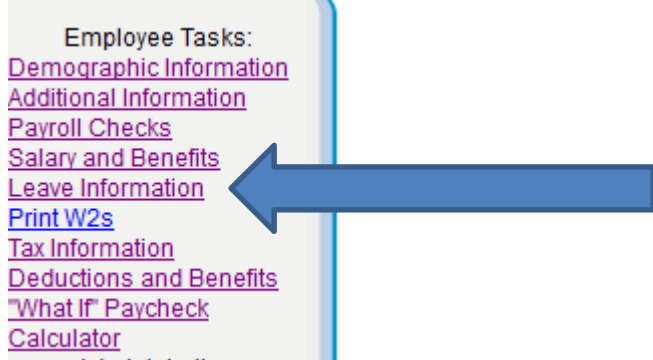 Employee Tasks:
Demographic Information
Additional Information
Payroll Checks
Salary and Benefits
Leave Information
Print W2s
Tax Information
Deductions and Benefits
"What If" Paycheck
Calculator